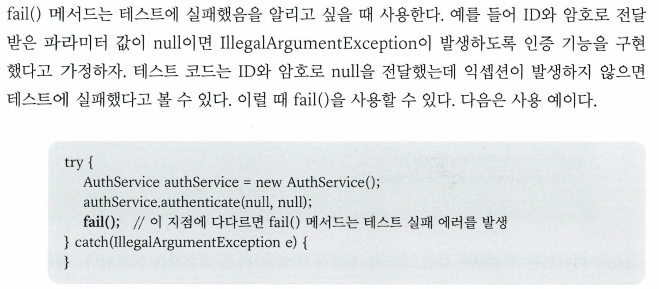 fail() 메서드는 테스트에 실패했음을 알리고 싶을 때 사용한다. 예를 들어 ID와 암호로 전달
받은 파라미터 값이 null이면 IllegalArgumentException이 발생하도록 인증 기능을 구현
했다고 가정하자. 테스트 코드는 ID와 암호로 null을 전달했는데 익셉션이 발생하지 않으면
테스트에 실패했다고 볼 수 있다. 이럴 때 fail()을 사용할 수 있다. 다음은 사용 예이다.
try {
AuthService authService = new AuthService();
authService.authenticate(null, null);
fail(); // 이 지점에 다다르면 fail() 메서드는 테스트 실패 에러를 발생
} catch(IllegalArgumentException e) {
}